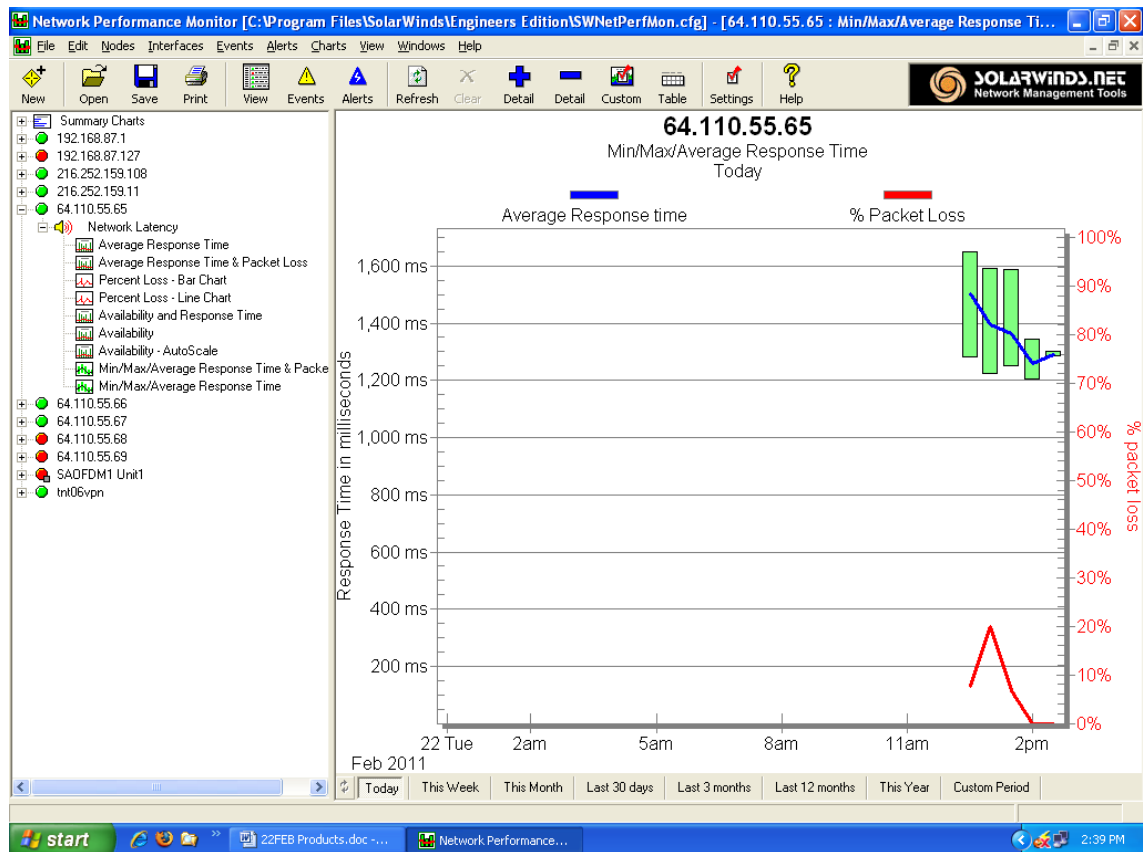 Network Performance Monitor [C:\Program Files\SolarWinds\Engineers Edition\SWNetPerfMon.cfg] - [64.110.55.65 : Min/Max/Average Response Ti...
File Edit Nodes Interfaces Events Alerts Charts View Windows Help
New Open Save Print View Events Alerts Refresh Clear Detail Detail Custom Table Settings Help
SOLARWINDS.NET
Network Management Tools
Summary Charts
192.168.87.1
192.168.87.127
216.252.159.108
216.252.159.11
64.110.55.65
Network Latency
Average Response Time
Average Response Time & Packet Loss
Percent Loss - Bar Chart
Percent Loss - Line Chart
Availability and Response Time
Availability
Availability - AutoScale
Min/Max/Average Response Time & Packe
Min/Max/Average Response Time
64.110.55.66
64.110.55.67
64.110.55.68
64.110.55.69
SAOFDM1 Unit1
tnt06vpn
64.110.55.65
Min/Max/Average Response Time
Today
Average Response time
% Packet Loss
Response Time in milliseconds
1,600 ms
1,400 ms
1,200 ms
1,000 ms
800 ms
600 ms
400 ms
200 ms
100%
90%
80%
70%
60%
50%
40%
30%
20%
10%
0%
% packet loss
22 Tue 2am 5am 8am 11am 2pm
Feb 2011
Today This Week This Month Last 30 days Last 3 months Last 12 months This Year Custom Period
start
22FEB Products.doc -...
Network Performance...
2:39 PM